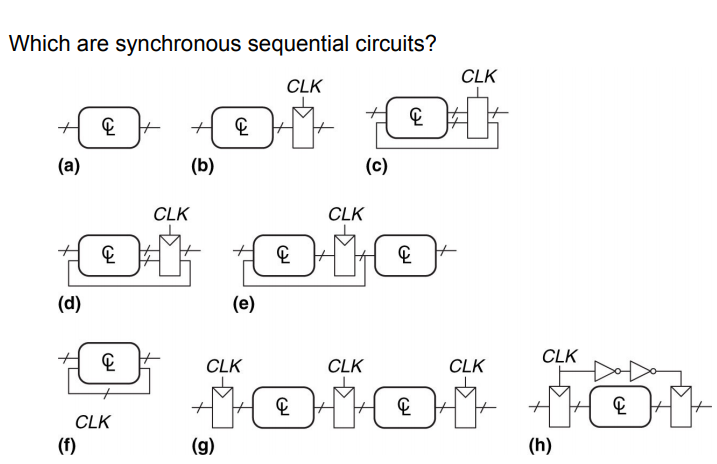 Which are synchronous sequential circuits?
CLK
CLK
CL
CL
CL
(a)
(b)
(c)
CLK
CLK
CL
CL
CL
(d)
(e)
CL
CLK
CLK
CLK
CLK
CL
CL
CL
CLK
(f)
(g)
(h)